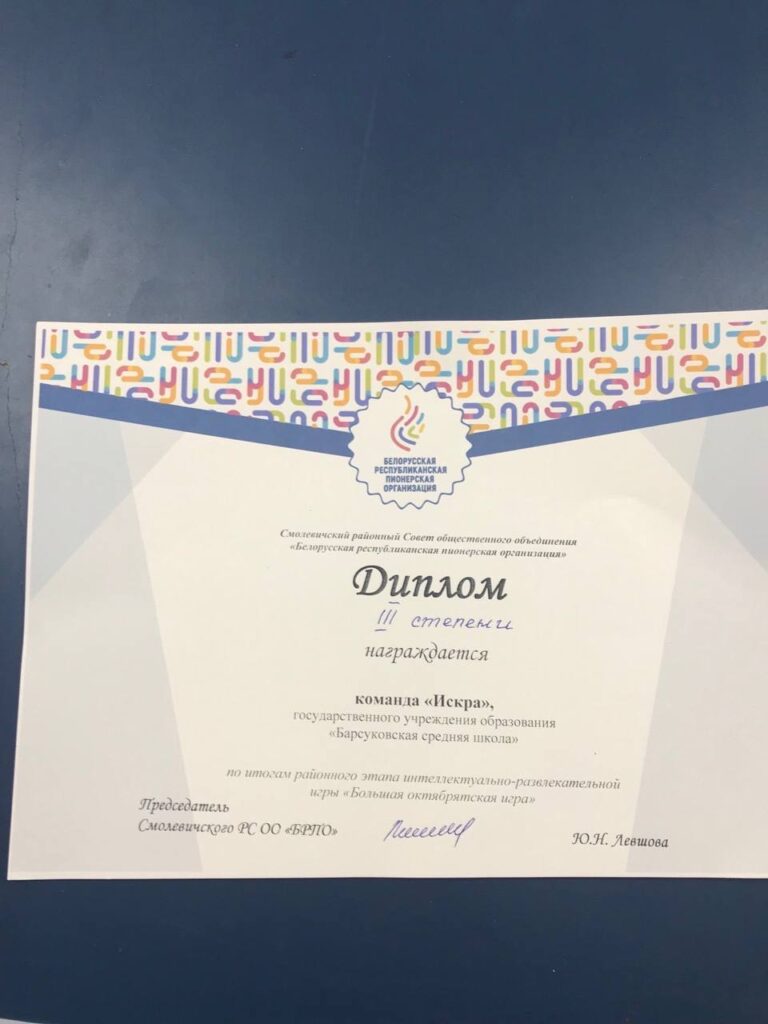 БЕЛОРУССКАЯ
РЕСПУБЛИКАНСКАЯ
ПИОНЕРСКАЯ
ОРГАНИЗАЦИЯ
Смолевичский районный Совет общественного объединения
«Белорусская республиканская пионерская организация»
Диплом
III степени
награждается
команда «Искра»,
государственного учреждения образования
«Барсуковская средняя школа»
по итогам районного этапа интеллектуально-развлекательной
игры «Большая октябрятская игра»
Председатель
Смолевичского РС ОО «БРПО»
Ю.Н. Левшова